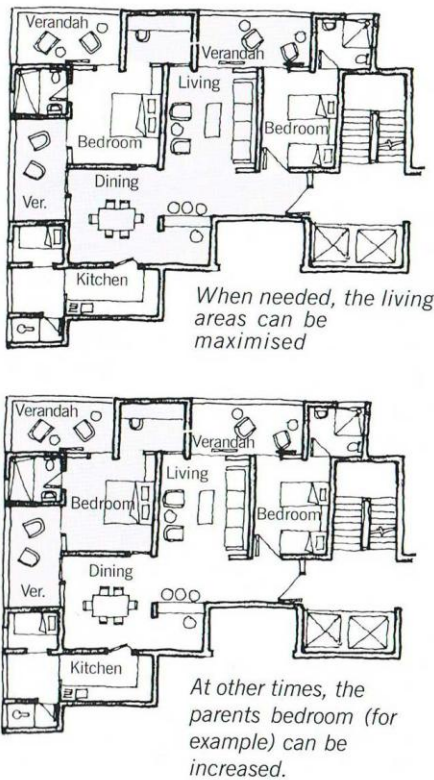 Verandah
Verandah
Living
Bedroom
Bedroom
Dining
Ver.
Kitchen
When needed, the living
areas can be
maximised
Verandah
Verandah
Living
Bedroom
Bedroom
Dining
Ver.
Kitchen
At other times, the
parents bedroom (for
example) can be
increased.